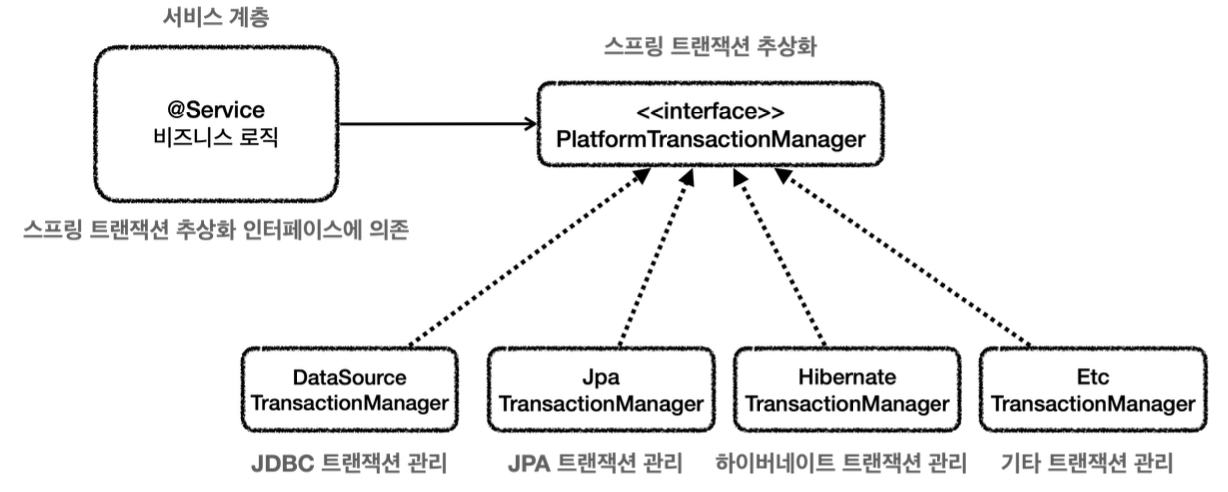 서비스 계층
스프링 트랜잭션 추상화
@Service
비즈니스 로직
<<interface>>
PlatformTransactionManager
스프링 트랜잭션 추상화 인터페이스에 의존
DataSource
TransactionManager
Jpa
TransactionManager
Hibernate
TransactionManager
Etc
TransactionManager
JDBC 트랜잭션 관리
JPA 트랜잭션 관리
하이버네이트 트랜잭션 관리
기타 트랜잭션 관리